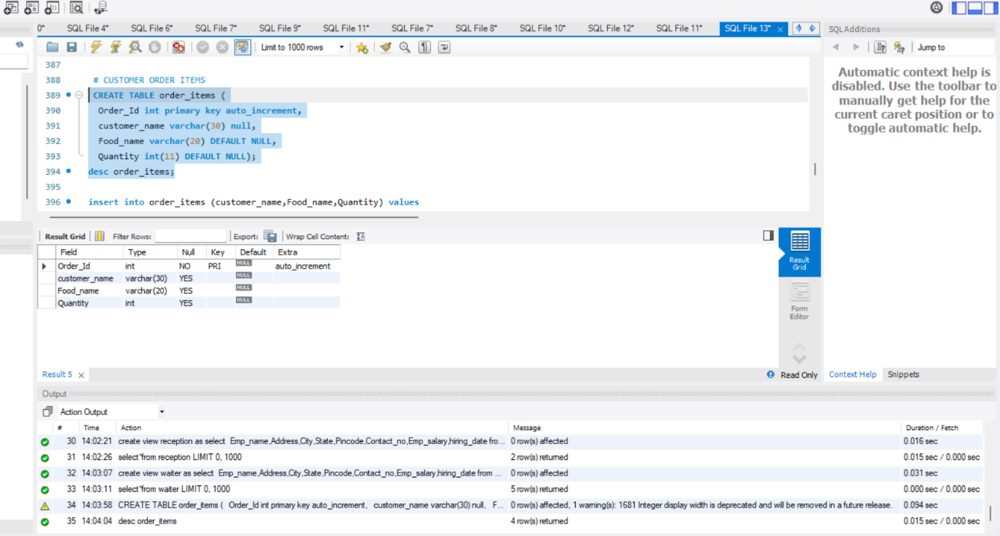 0* SQL File 4* SQL File 6* SQL File 7* SQL File 9* SQL File 11* SQL File 7* SQL File 8* SQL File 10* SQL File 12* SQL File 11* SQL File 13*
SQLAdditions
Limit to 1000 rows
Jump to
Automatic context help is
disabled. Use the toolbar to
manually get help for the
current caret position or to
toggle automatic help.
387
388 # CUSTOMER ORDER ITEMS
389 CREATE TABLE order_items (
390 Order_Id int primary key auto_increment,
391 customer_name varchar(30) null,
392 Food_name varchar(20) DEFAULT NULL,
393 Quantity int(11) DEFAULT NULL);
394 desc order_items;
395
396 insert into order_items (customer_name,Food_name,Quantity) values
Result Grid Filter Rows: Export: Wrap Cell Content: IA
Field Type Null Key Default Extra
Order_Id int NO PRI NULL auto_increment
customer_name varchar(30) YES NULL
Food_name varchar(20) YES NULL
Quantity int YES NULL
Result
Grid
Form
Editor
Result 5
Read Only
Context Help Snippets
Output
Action Output
# Time Action Message Duration / Fetch
30 14:02:21 create view reception as select Emp_name,Address,City,State,Pincode,Contact_no,Emp_salary,hiring_date fro... 0 row(s) affected 0.016 sec
31 14:02:26 select*from reception LIMIT 0, 1000 2 row(s) returned 0.015 sec / 0.000 sec
32 14:03:07 create view waiter as select Emp_name,Address,City,State,Pincode,Contact_no,Emp_salary,hiring_date from ... 0 row(s) affected 0.031 sec
33 14:03:11 select*from waiter LIMIT 0, 1000 5 row(s) returned 0.000 sec / 0.000 sec
34 14:03:58 CREATE TABLE order_items ( Order_Id int primary key auto_increment, customer_name varchar(30) null, F... 0 row(s) affected, 1 warning(s): 1681 Integer display width is deprecated and will be removed in a future release. 0.094 sec
35 14:04:04 desc order_items 4 row(s) returned 0.015 sec / 0.000 sec